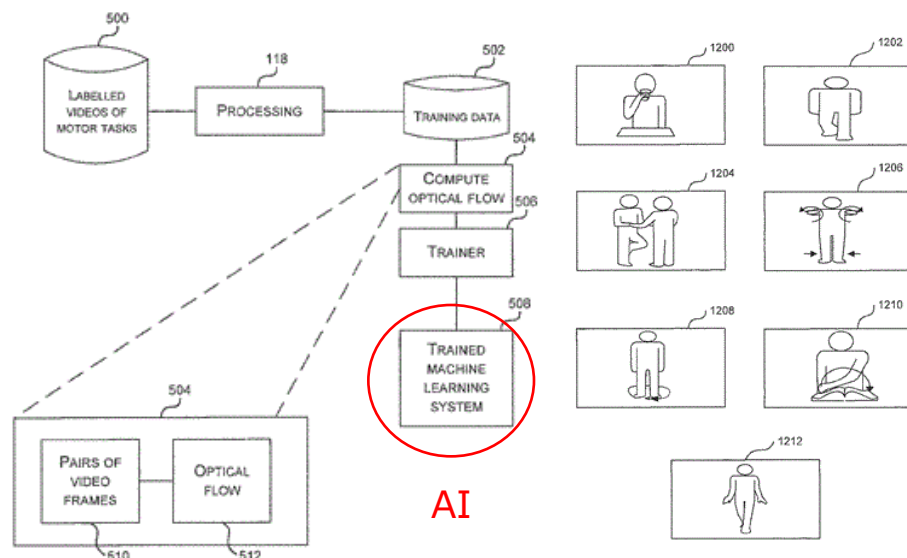 500
LABELLED
VIDEOS OF
MOTOR TASKS
118
PROCESSING
502
TRAINING DATA
504
COMPUTE
OPTICAL FLOW
506
TRAINER
508
TRAINED
MACHINE
LEARNING
SYSTEM
504
PAIRS OF
VIDEO
FRAMES
510
OPTICAL
FLOW
512
AI
1200
1202
1204
1206
1208
1210
1212